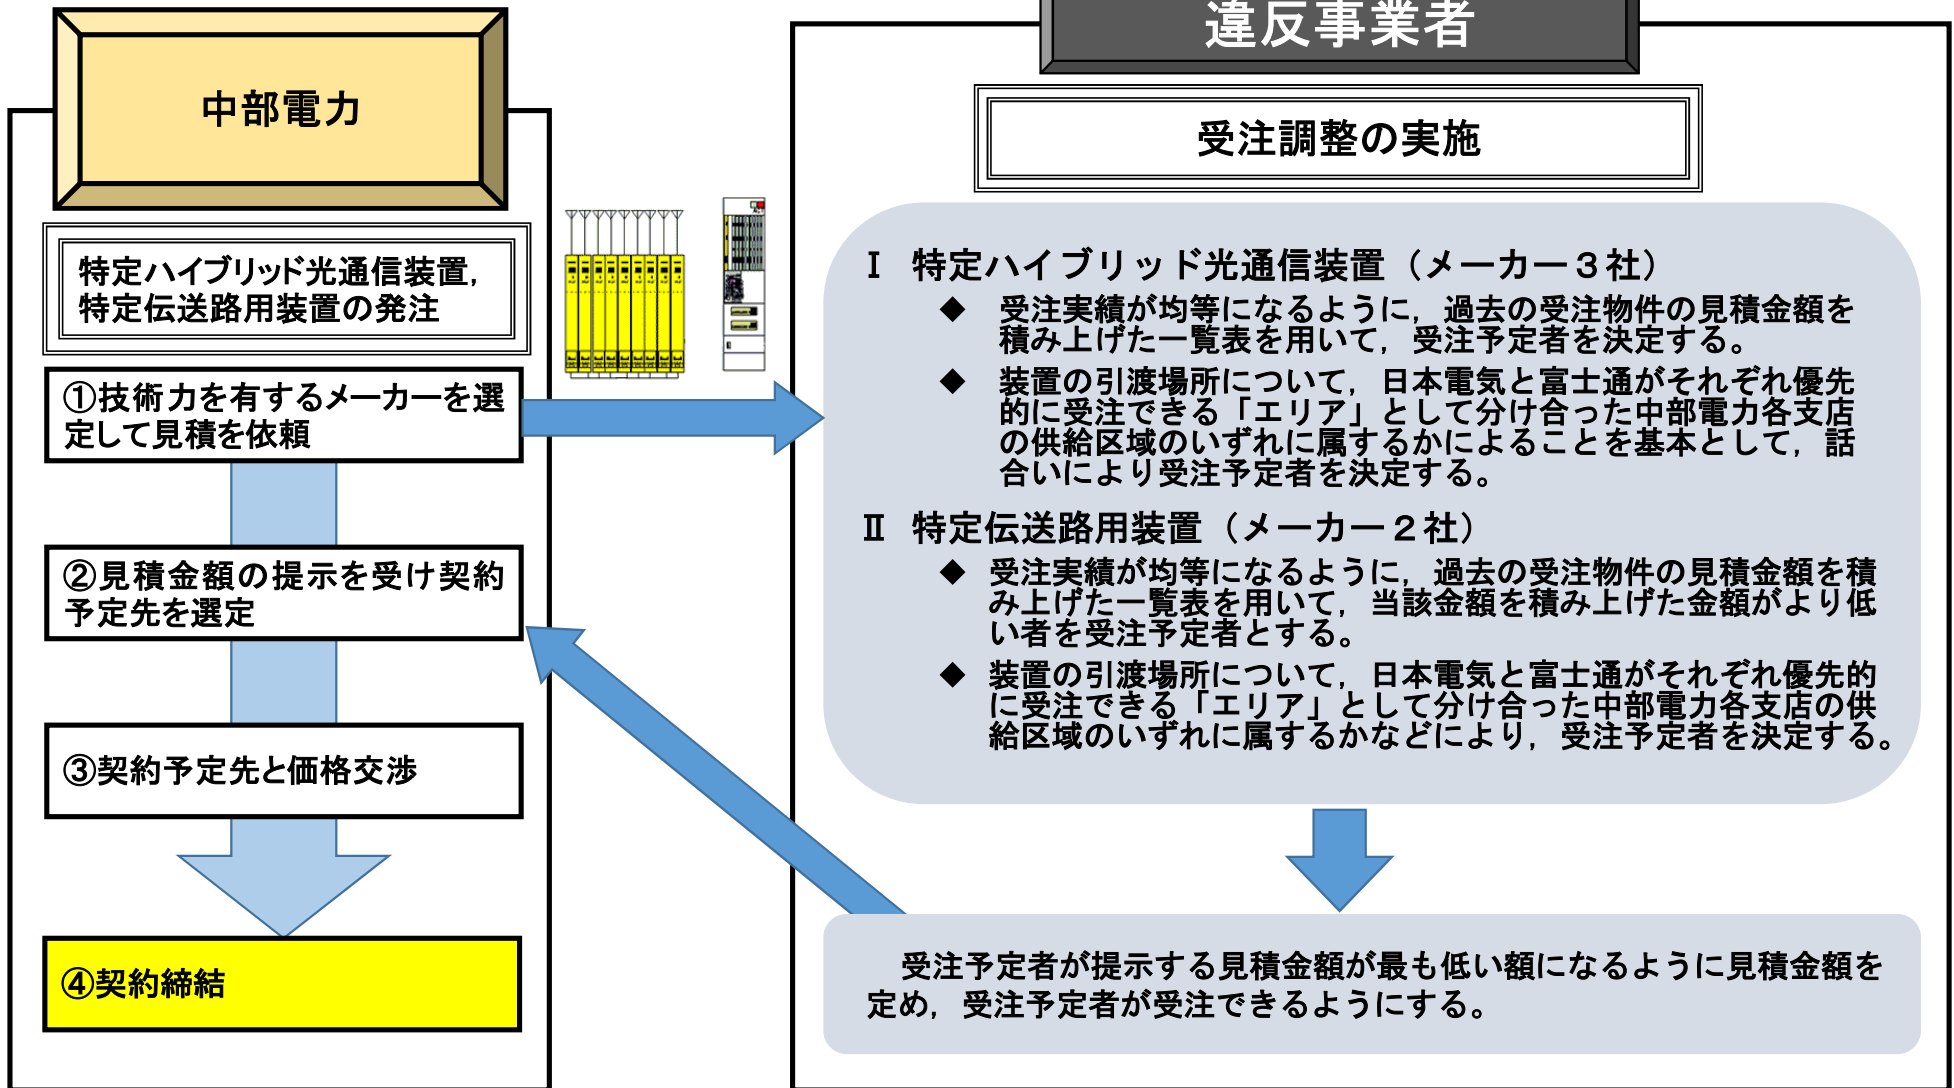 中部電力
特定ハイブリッド光通信装置，
特定伝送路用装置の発注
①技術力を有するメーカーを選
定して見積を依頼
②見積金額の提示を受け契約
予定先を選定
③契約予定先と価格交渉
④契約締結
違反事業者
受注調整の実施
Ⅰ　特定ハイブリッド光通信装置（メーカー３社）
◆　受注実績が均等になるように，過去の受注物件の見積金額を
積み上げた一覧表を用いて，受注予定者を決定する。
◆　装置の引渡場所について，日本電気と富士通がそれぞれ優先
的に受注できる「エリア」として分け合った中部電力各支店
の供給区域のいずれに属するかによることを基本として，話
合いにより受注予定者を決定する。
Ⅱ　特定伝送路用装置（メーカー２社）
◆　受注実績が均等になるように，過去の受注物件の見積金額を積
み上げた一覧表を用いて，当該金額を積み上げた金額がより低
い者を受注予定者とする。
◆　装置の引渡場所について，日本電気と富士通がそれぞれ優先的
に受注できる「エリア」として分け合った中部電力各支店の供
給区域のいずれに属するかなどにより，受注予定者を決定する。
受注予定者が提示する見積金額が最も低い額になるように見積金額を
定め，受注予定者が受注できるようにする。